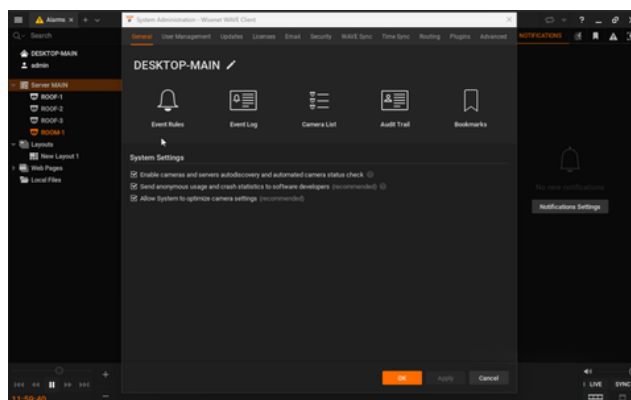 Alarms
System Administration - Wisenet WAVE Client
Search
General User Management Updates Licenses Email Security WAVE Sync Time Sync Routing Plugins Advanced
NOTIFICATIONS
DESKTOP-MAIN
admin
DESKTOP-MAIN
Server MAIN
ROOF-1
ROOF-2
ROOF-3
ROOM-1
Layouts
New Layout 1
Web Pages
Local Files
Event Rules Event Log Camera List Audit Trail Bookmarks
System Settings
Enable cameras and servers autodiscovery and automated camera status check
Send anonymous usage and crash statistics to software developers (recommended)
Allow System to optimize camera settings (recommended)
No new notifications
Notifications Settings
OK Apply Cancel
LIVE SYNC
11:59:40